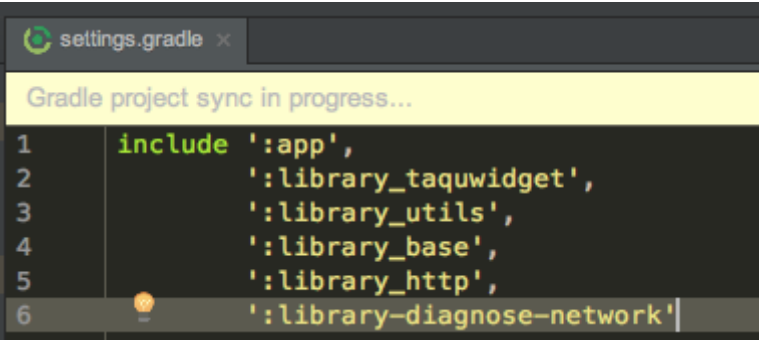 settings.gradle ×
Gradle project sync in progress...
1 include ':app',
2 ':library_taquwidget',
3 ':library_utils',
4 ':library_base',
5 ':library_http',
6 ':library-diagnose-network'